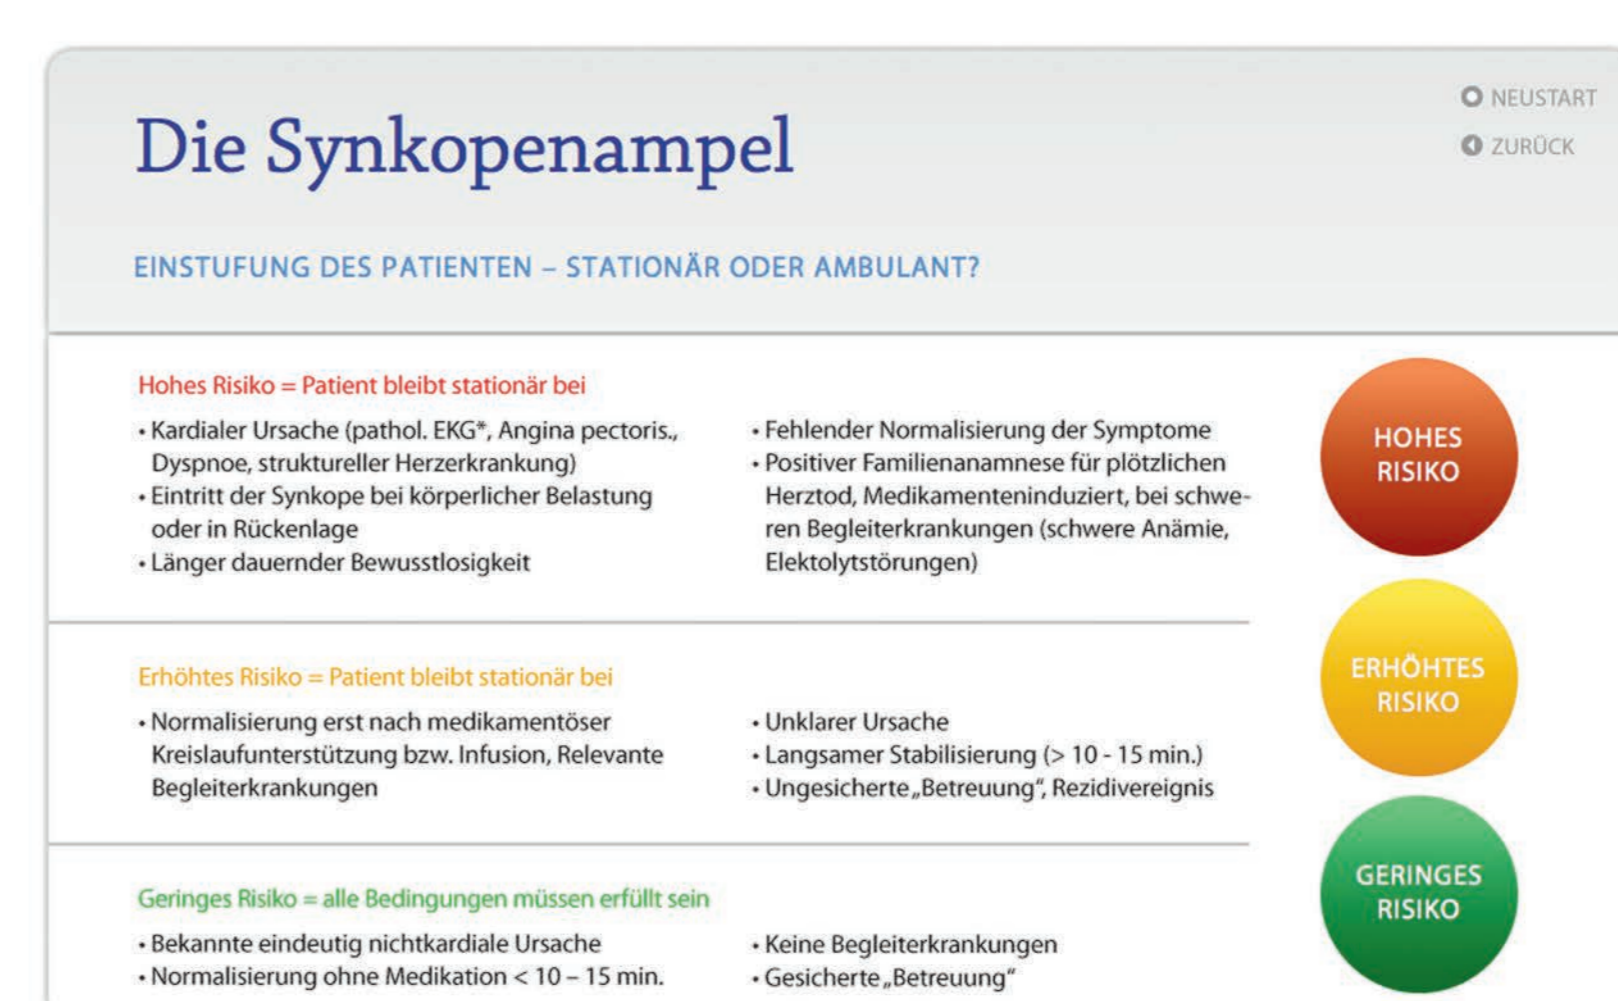 Die Synkopenampel
NEUSTART
ZURÜCK
EINSTUFUNG DES PATIENTEN – STATIONÄR ODER AMBULANT?
Hohes Risiko = Patient bleibt stationär bei
• Kardialer Ursache (pathol. EKG*, Angina pectoris.,
Dyspnoe, struktureller Herzerkrankung)
• Eintritt der Synkope bei körperlicher Belastung
oder in Rückenlage
• Länger dauernder Bewusstlosigkeit
• Fehlender Normalisierung der Symptome
• Positiver Familienanamnese für plötzlichen
Herztod, Medikamenteninduziert, bei schwe-
ren Begleiterkrankungen (schwere Anämie,
Elektolytstörungen)
HOHES
RISIKO
Erhöhtes Risiko = Patient bleibt stationär bei
• Normalisierung erst nach medikamentöser
Kreislaufunterstützung bzw. Infusion, Relevante
Begleiterkrankungen
• Unklarer Ursache
• Langsamer Stabilisierung (> 10 - 15 min.)
• Ungesicherte „Betreuung“, Rezidivereignis
ERHÖHTES
RISIKO
Geringes Risiko = alle Bedingungen müssen erfüllt sein
• Bekannte eindeutig nichtkardiale Ursache
• Normalisierung ohne Medikation < 10 – 15 min.
• Keine Begleiterkrankungen
• Gesicherte „Betreuung“
GERINGES
RISIKO